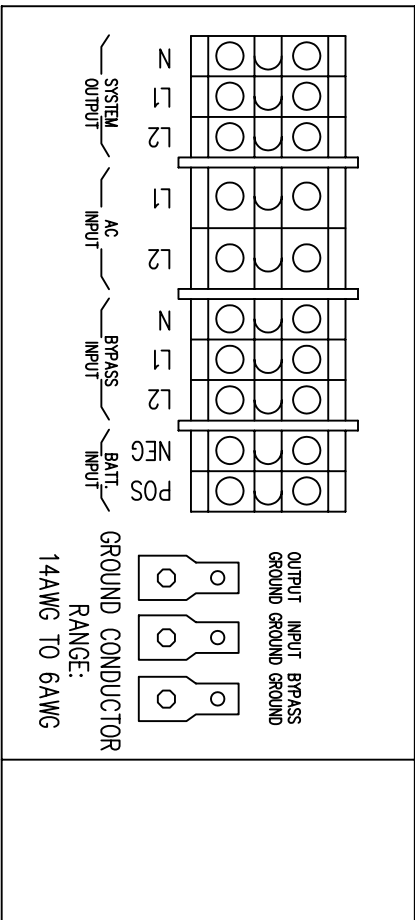 N
L1
L2
L1
L2
N
L1
L2
NEG
POS
SYSTEM
OUTPUT
AC
INPUT
BYPASS
INPUT
BATT.
INPUT
OUTPUT INPUT BYPASS
GROUND GROUND GROUND
GROUND CONDUCTOR
RANGE:
14AWG TO 6AWG